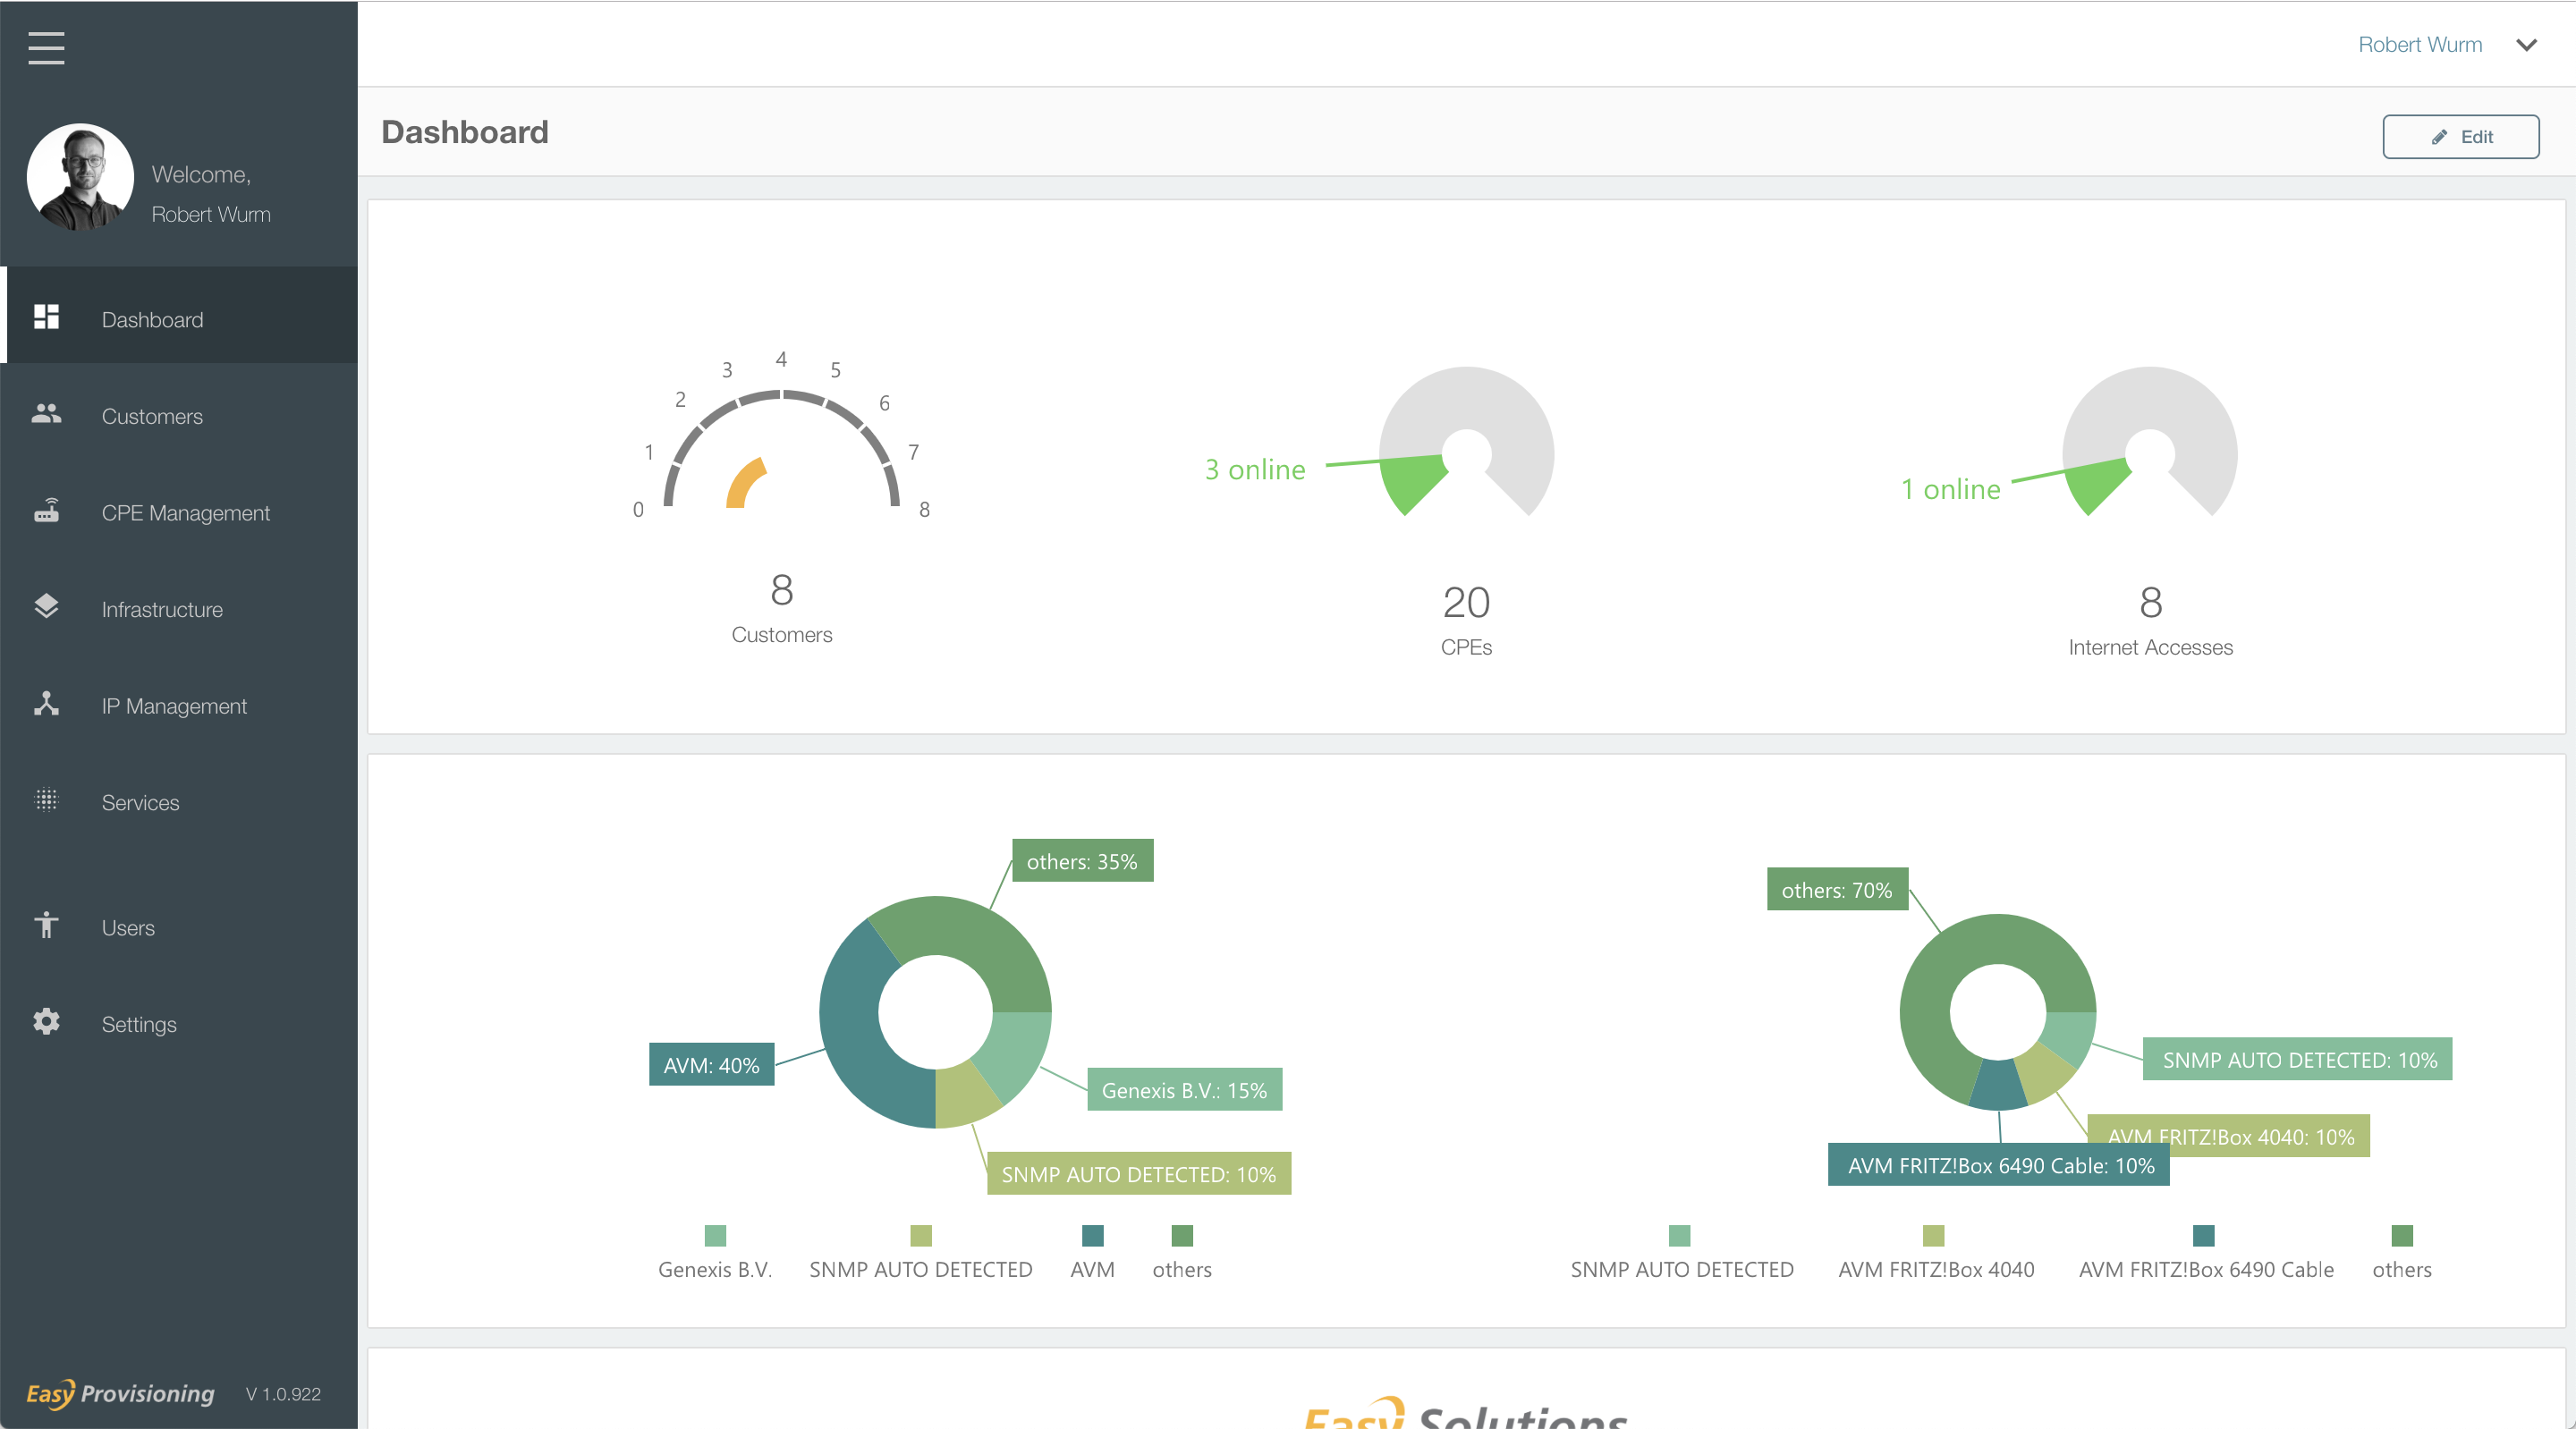 Robert Wurm
Dashboard
Edit
Welcome,
Robert Wurm
Dashboard
Customers
CPE Management
Infrastructure
IP Management
Services
Users
Settings
Easy Provisioning V 1.0.922
0
1
2
3
4
5
6
7
8
8
Customers
3 online
20
CPEs
1 online
8
Internet Accesses
others: 35%
AVM: 40%
Genexis B.V.: 15%
SNMP AUTO DETECTED: 10%
Genexis B.V. SNMP AUTO DETECTED AVM others
others: 70%
SNMP AUTO DETECTED: 10%
AVM FRITZ!Box 4040: 10%
AVM FRITZ!Box 6490 Cable: 10%
SNMP AUTO DETECTED AVM FRITZ!Box 4040 AVM FRITZ!Box 6490 Cable others
Easy Solutions